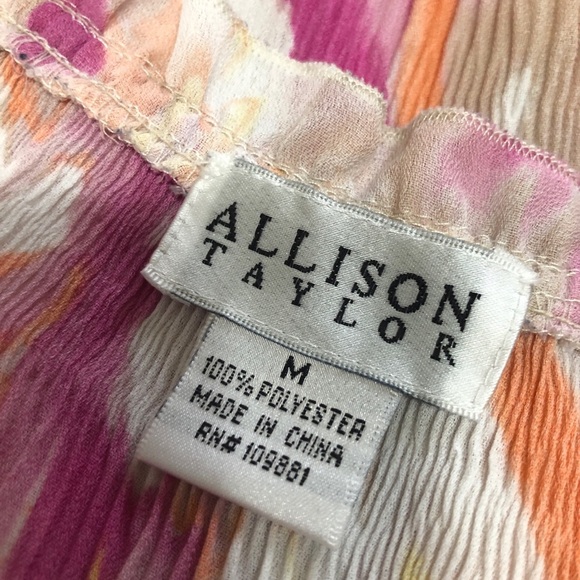 ALLISON
TAYLOR
M
100% POLYESTER
MADE IN CHINA
RN# 109881